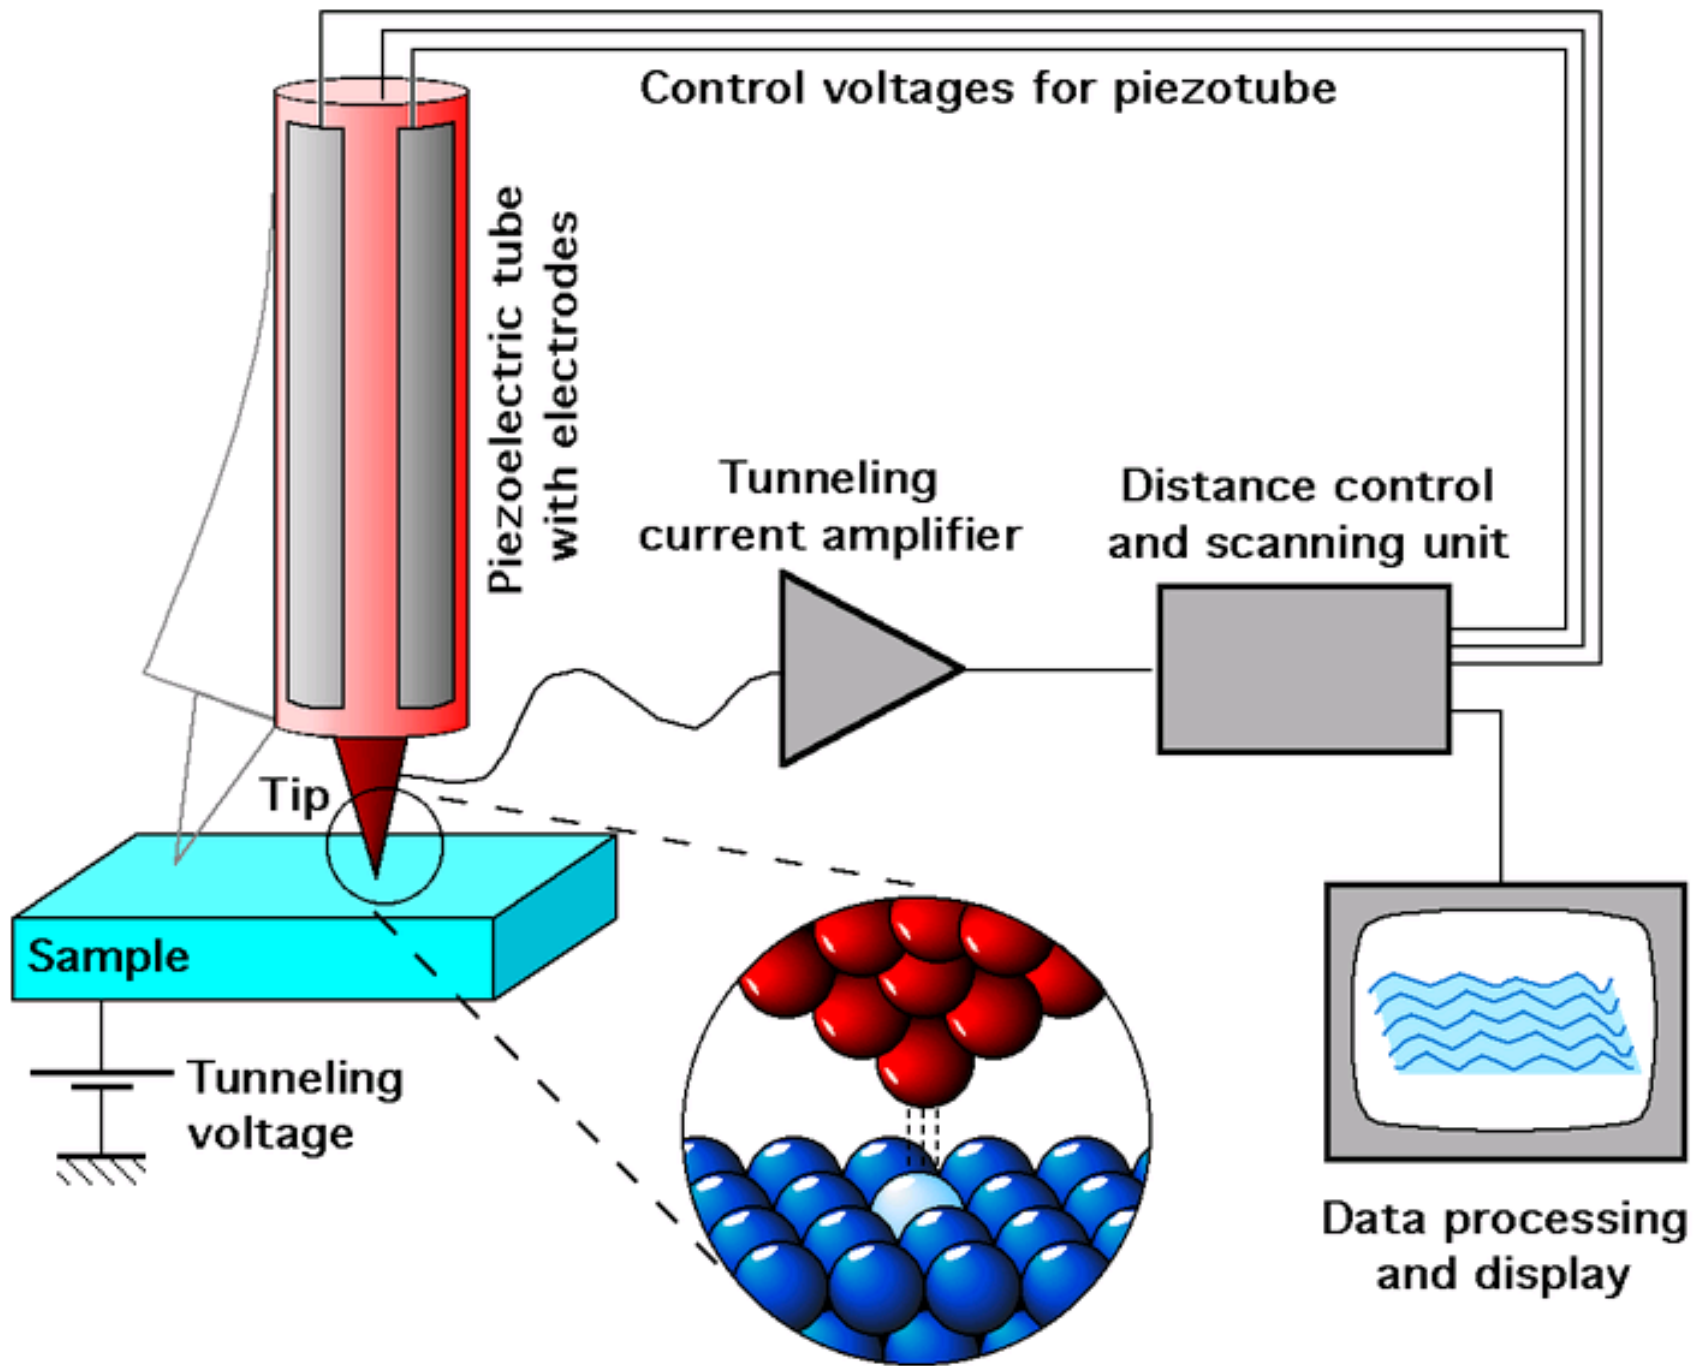 Control voltages for piezotube
Piezoelectric tube
with electrodes
Tunneling
current amplifier
Distance control
and scanning unit
Tip
Sample
Tunneling
voltage
Data processing
and display